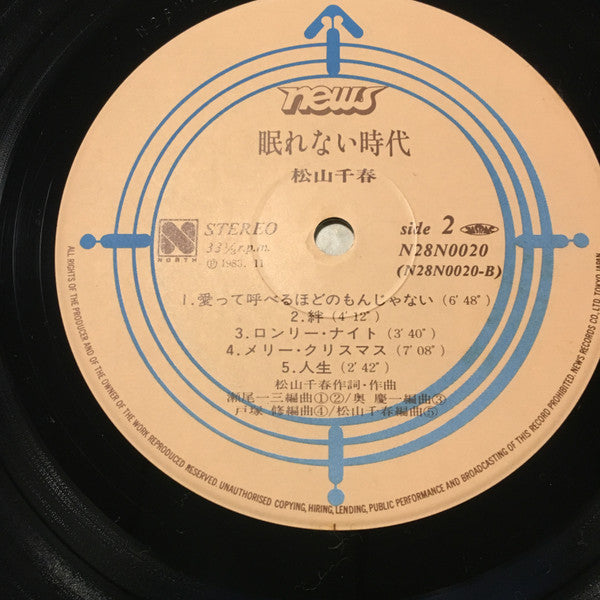 news
眠れない時代
松山千春
N
NORTH
STEREO
33⅓r.p.m.
Ⓟ1983. 11
side 2 JASRAC
N28N0020
(N28N0020-B)
1.愛って呼べるほどのもんじゃない(6′48″)
2.絆(4′12″)
3.ロンリー・ナイト(3′40″)
4.メリー・クリスマス(7′08″)
5.人生(2′42″)
松山千春作詞・作曲
瀬尾一三編曲①②/奥 慶一編曲③
戸塚 修編曲④/松山千春編曲⑤
ALL RIGHTS OF THE PRODUCER AND OF THE OWNER OF THE WORK REPRODUCED RESERVED. UNAUTHORISED COPYING, HIRING, LENDING, PUBLIC PERFORMANCE AND BROADCASTING OF THIS RECORD PROHIBITED. NEWS RECORDS CO., LTD. TOKYO JAPAN.